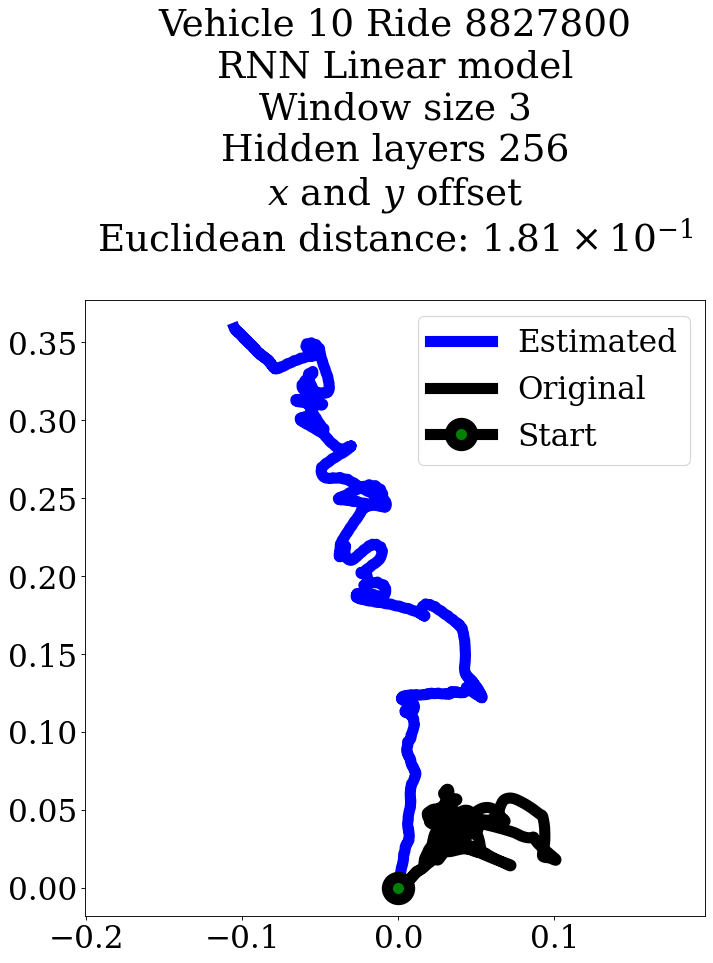 Vehicle 10 Ride 8827800
RNN Linear model
Window size 3
Hidden layers 256
x and y offset
Euclidean distance: 1.81 × 10⁻¹
Estimated
Original
Start
0.35
0.30
0.25
0.20
0.15
0.10
0.05
0.00
−0.2 −0.1 0.0 0.1